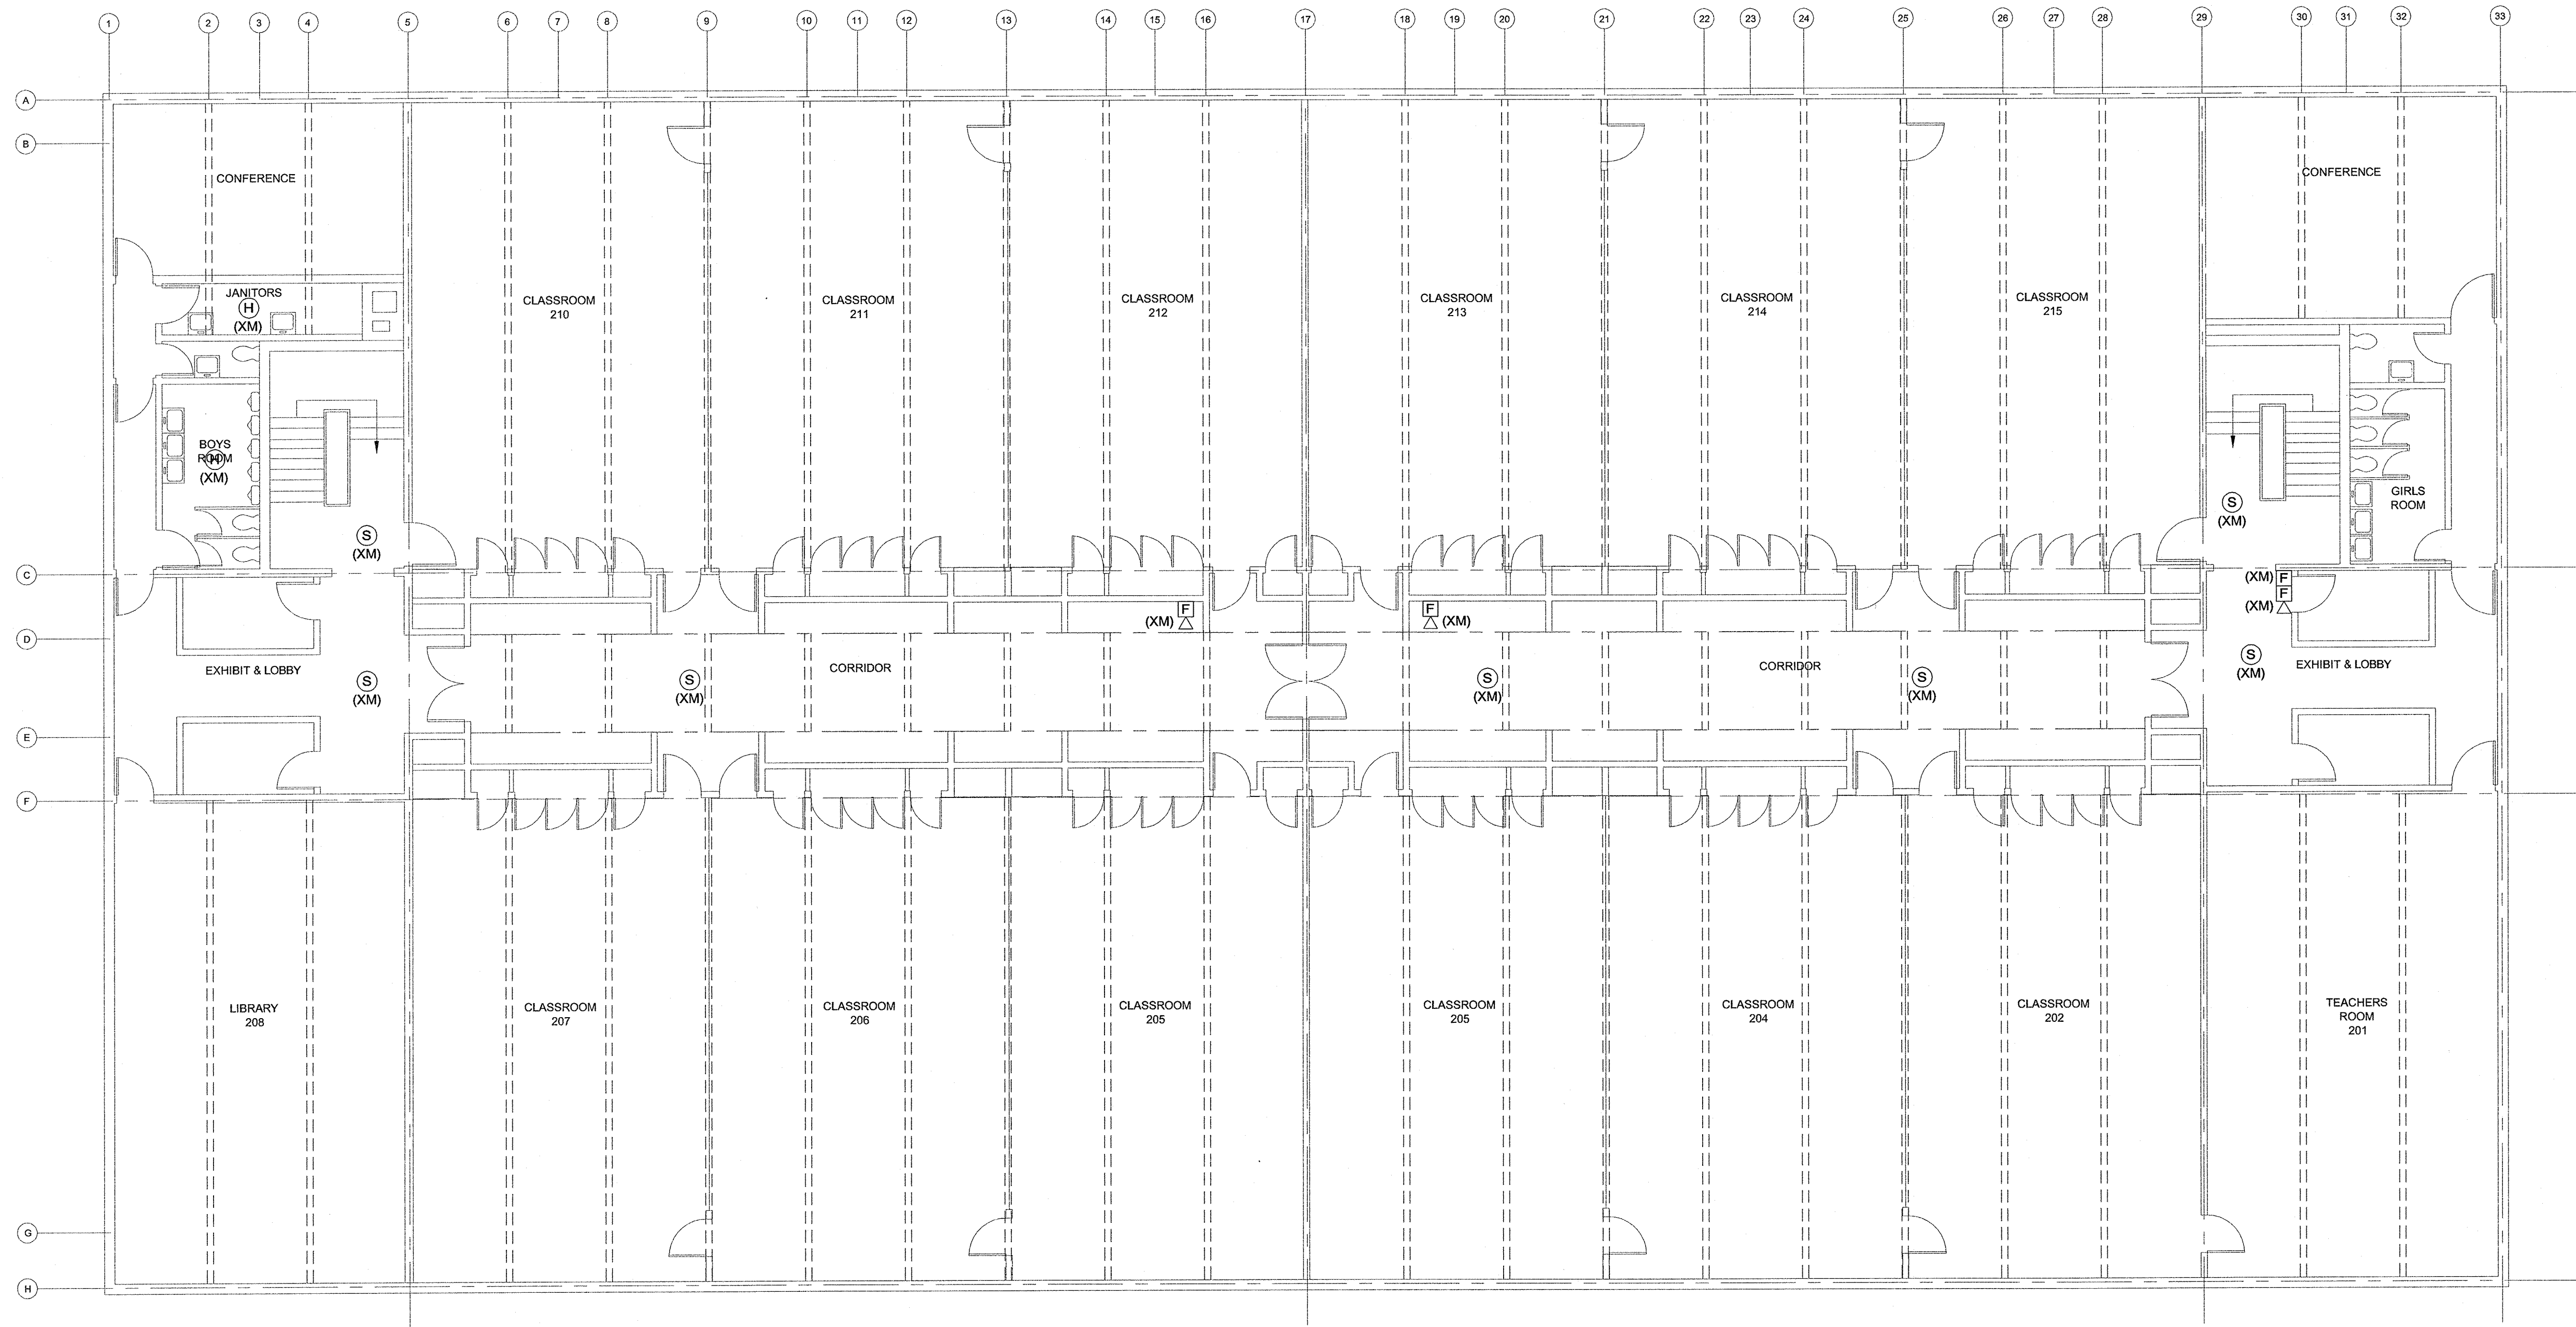 1 2 3 4 5 6 7 8 9 10 11 12 13 14 15 16 17 18 19 20 21 22 23 24 25 26 27 28 29 30 31 32 33
A
B
CONFERENCE
CONFERENCE
JANITORS
H
(XM)
CLASSROOM
210
CLASSROOM
211
CLASSROOM
212
CLASSROOM
213
CLASSROOM
214
CLASSROOM
215
BOYS
ROOM
H
(XM)
GIRLS
ROOM
S
(XM)
S
(XM)
C
(XM) F
F
(XM)
F
(XM)
F
(XM)
D
EXHIBIT & LOBBY
S
(XM)
S
(XM)
CORRIDOR
S
(XM)
CORRIDOR
S
(XM)
S
(XM)
EXHIBIT & LOBBY
E
F
LIBRARY
208
CLASSROOM
207
CLASSROOM
206
CLASSROOM
205
CLASSROOM
205
CLASSROOM
204
CLASSROOM
202
TEACHERS
ROOM
201
G
H